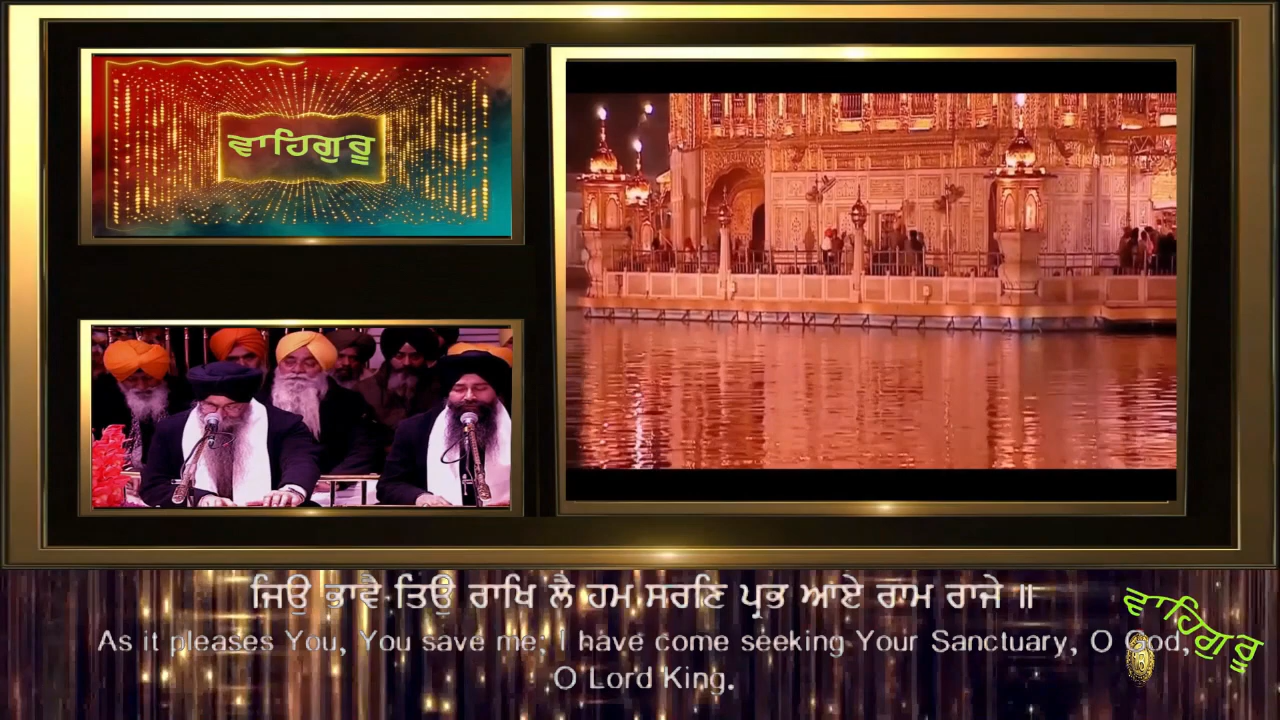 ਵਾਹਿਗੁਰੂ
ਜਿਉ ਭਾਵੈ ਤਿਉ ਰਾਖਿ ਲੈ ਹਮ ਸਰਣਿ ਪ੍ਰਭ ਆਏ ਰਾਮ ਰਾਜੇ ॥
As it pleases You, You save me; I have come seeking Your Sanctuary, O God,
O Lord King.
ਵਾਹਿਗੁਰੂ